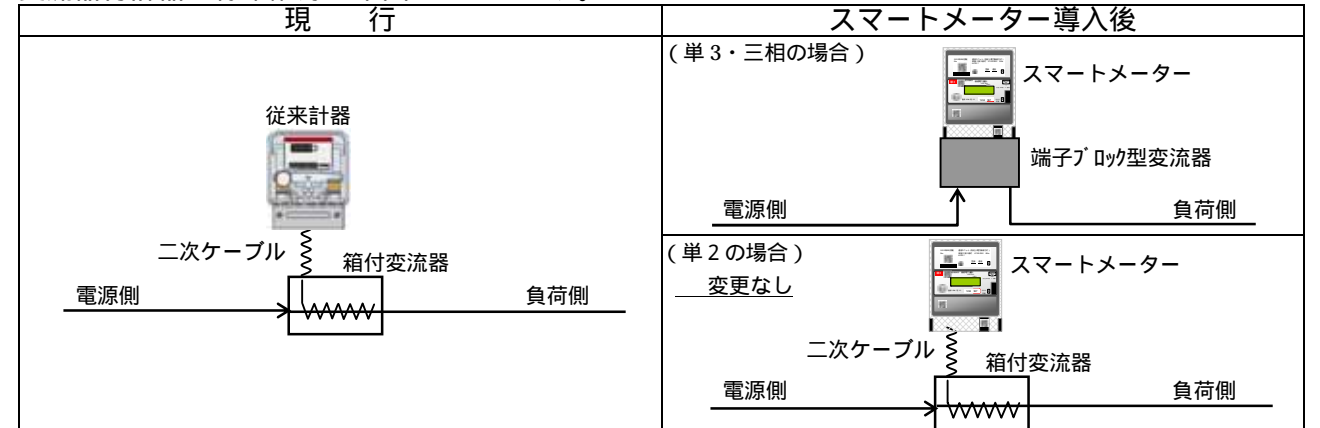 現　行
従来計器
二次ケーブル
箱付変流器
電源側
負荷側
スマートメーター導入後
(単3・三相の場合)
スマートメーター
端子ブロック型変流器
電源側
負荷側
(単2の場合)
変更なし
スマートメーター
二次ケーブル
箱付変流器
電源側
負荷側